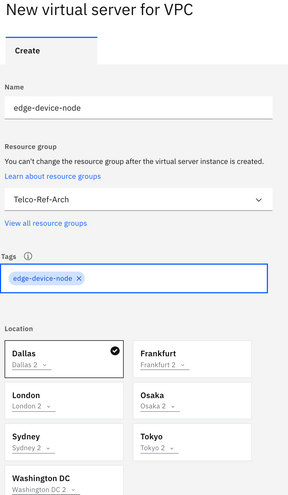 New virtual server for VPC
Create
Name
edge-device-node
Resource group
You can't change the resource group after the virtual server instance is created.
Learn about resource groups
Telco-Ref-Arch
View all resource groups
Tags
edge-device-node ×
Location
Dallas
Dallas 2
Frankfurt
Frankfurt 2
London
London 2
Osaka
Osaka 2
Sydney
Sydney 2
Tokyo
Tokyo 2
Washington DC
Washington DC 2